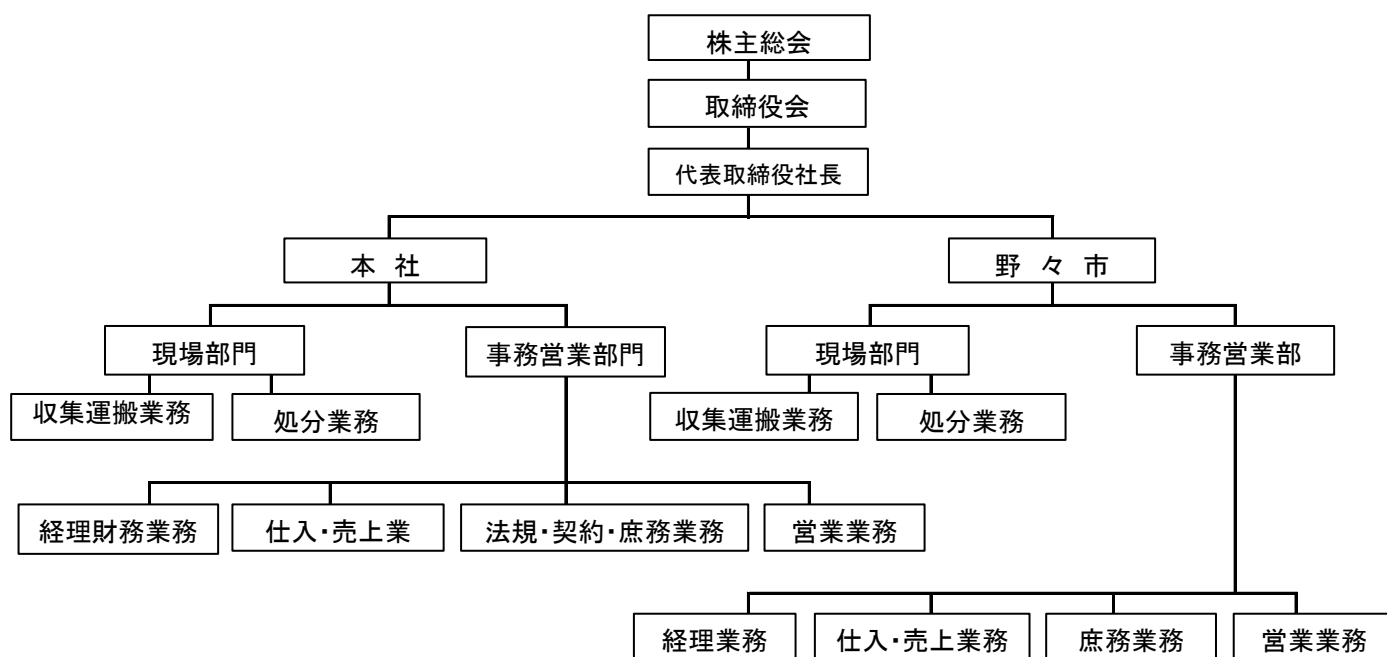 株主総会
取締役会
代表取締役社長
本 社
野 々 市
現場部門
事務営業部門
現場部門
事務営業部
収集運搬業務
処分業務
収集運搬業務
処分業務
経理財務業務
仕入・売上業
法規・契約・庶務業務
営業業務
経理業務
仕入・売上業務
庶務業務
営業業務